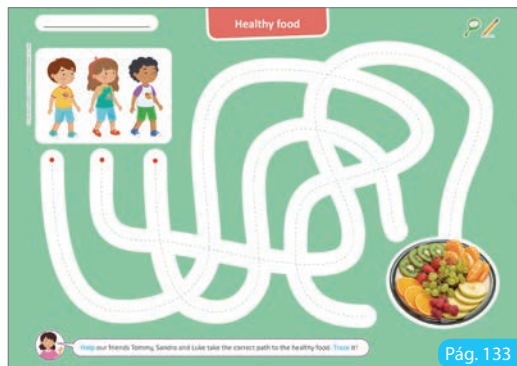 Healthy food
Help our friends Tommy, Sandra and Luke take the correct path to the healthy food. Trace it!
Pág. 133